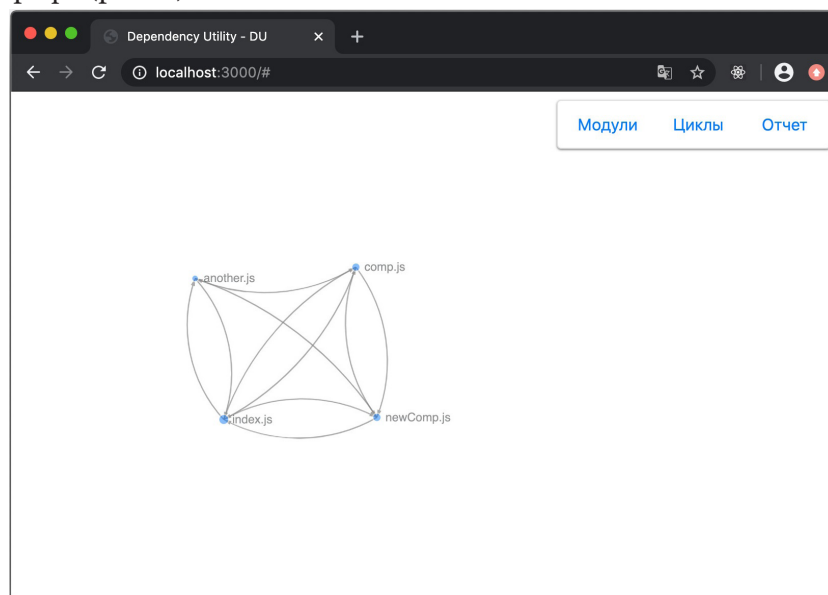 Dependency Utility - DU
localhost:3000/#
Модули Циклы Отчет
comp.js
another.js
newComp.js
index.js